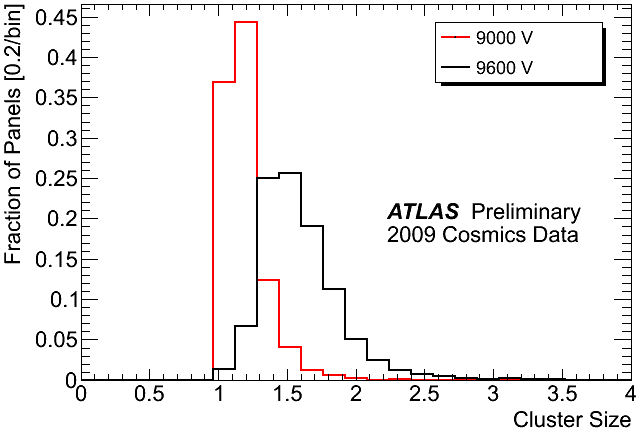 0.45
0.4
0.35
0.3
0.25
0.2
0.15
0.1
0.05
0
Fraction of Panels [0.2/bin]
9000 V
9600 V
ATLAS Preliminary
2009 Cosmics Data
0 0.5 1 1.5 2 2.5 3 3.5 4
Cluster Size